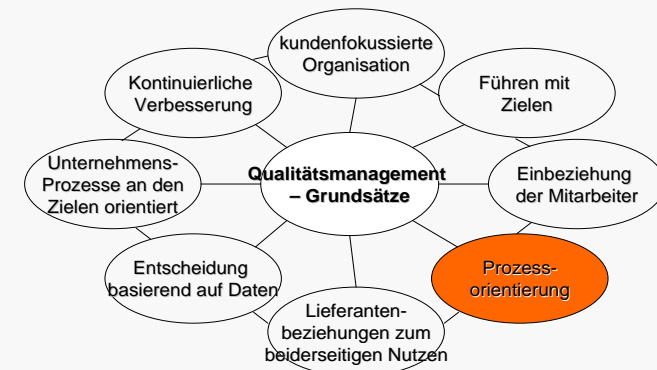 kundenfokussierte
Organisation
Kontinuierliche
Verbesserung
Führen mit
Zielen
Unternehmens-
Prozesse an den
Zielen orientiert
Qualitätsmanagement
– Grundsätze
Einbeziehung
der Mitarbeiter
Entscheidung
basierend auf Daten
Prozess-
orientierung
Lieferanten-
beziehungen zum
beiderseitigen Nutzen